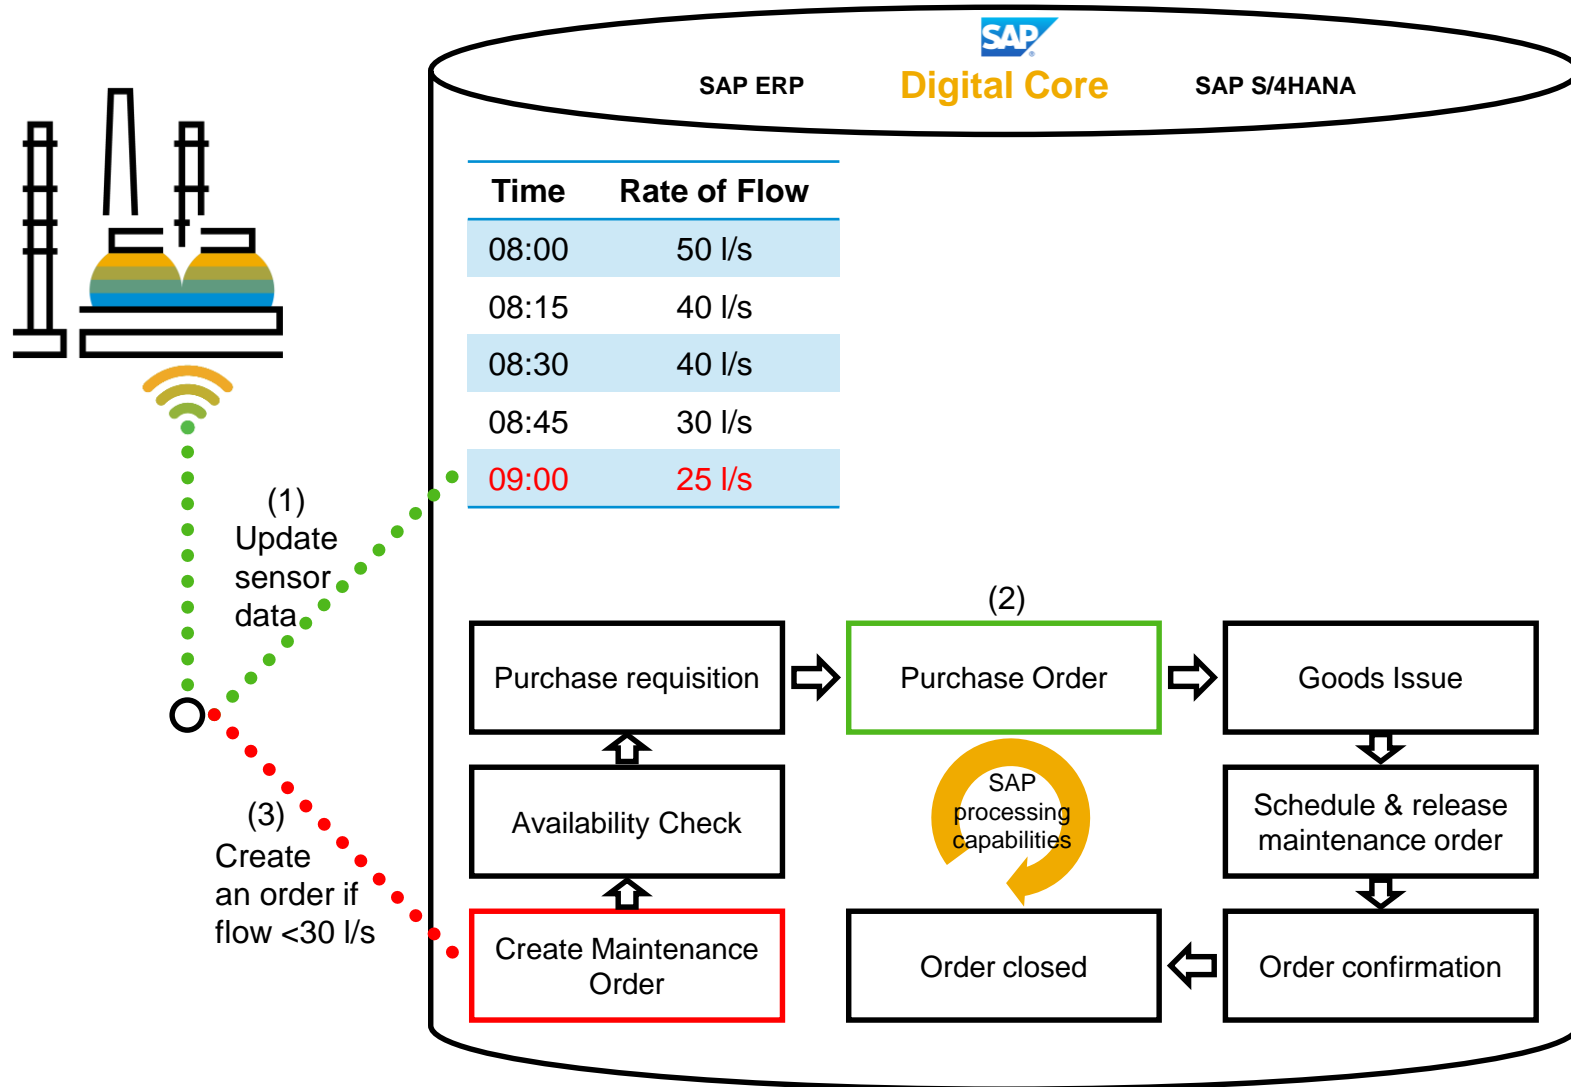 SAP
SAP ERP
Digital Core
SAP S/4HANA
Time Rate of Flow
08:00 50 l/s
08:15 40 l/s
08:30 40 l/s
08:45 30 l/s
09:00 25 l/s
(1)
Update
sensor
data
(2)
Purchase requisition
Purchase Order
Goods Issue
Availability Check
SAP
processing
capabilities
Schedule & release
maintenance order
(3)
Create
an order if
flow <30 l/s
Create Maintenance
Order
Order closed
Order confirmation